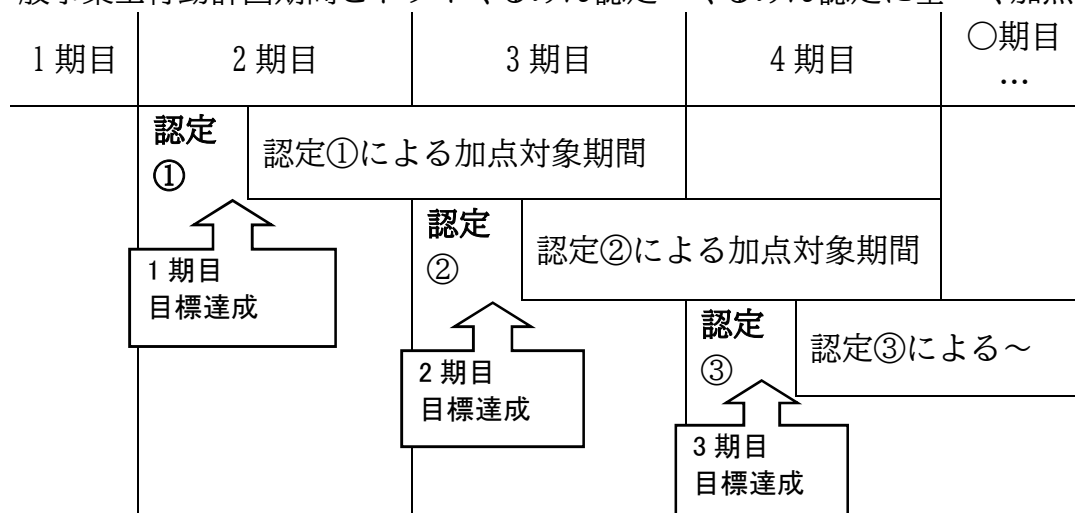 1期目
2期目
3期目
4期目
○期目
…
認定
①
認定①による加点対象期間
1期目
目標達成
認定
②
認定②による加点対象期間
2期目
目標達成
認定
③
認定③による～
3期目
目標達成